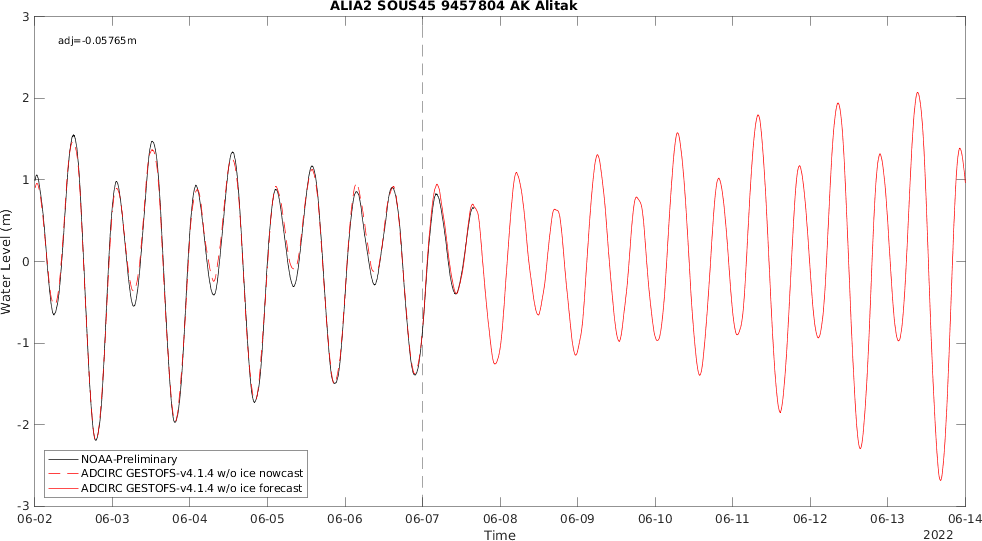 ALIA2 SOUS45 9457804 AK Alitak
adj=-0.05765m
3
2
1
0
-1
-2
-3
Water Level (m)
NOAA-Preliminary
ADCIRC GESTOFS-v4.1.4 w/o ice nowcast
ADCIRC GESTOFS-v4.1.4 w/o ice forecast
06-02 06-03 06-04 06-05 06-06 06-07 06-08 06-09 06-10 06-11 06-12 06-13 06-14
Time
2022